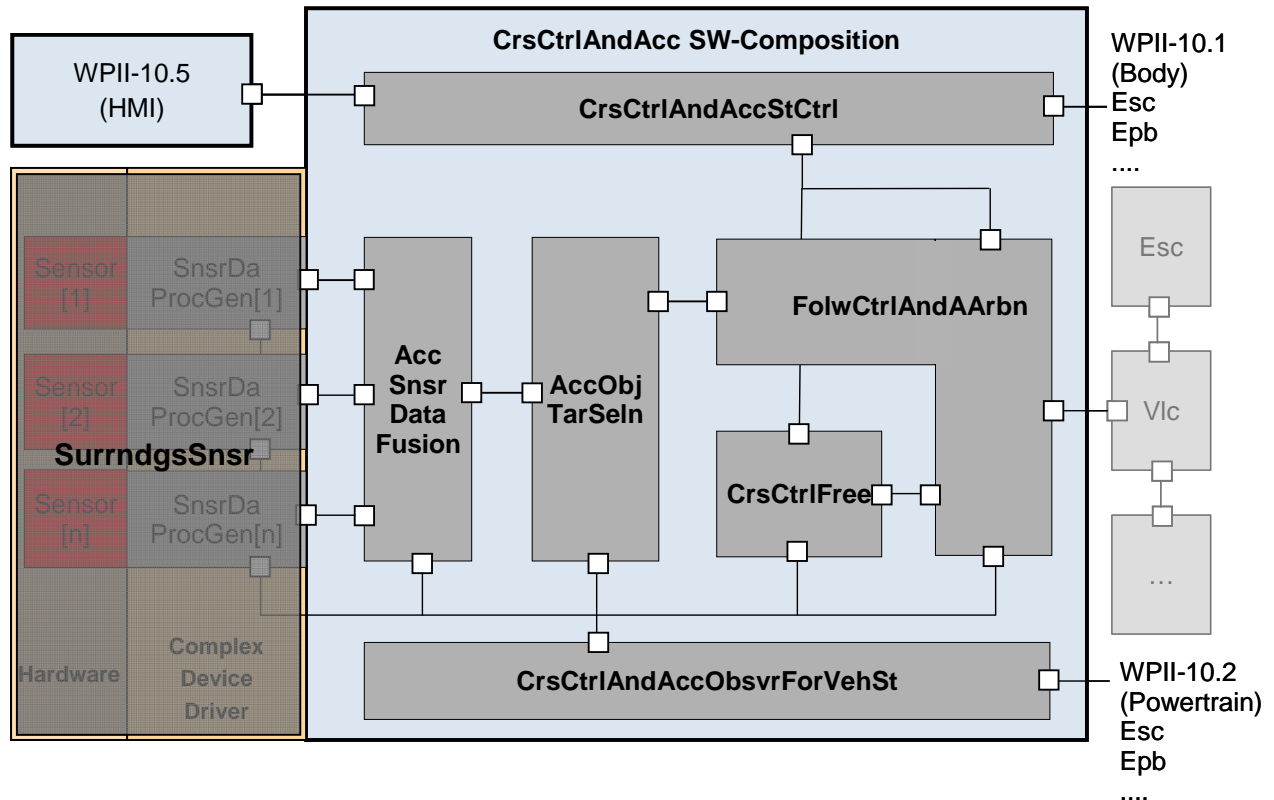 CrsCtrlAndAcc SW-Composition
WPII-10.5
(HMI)
CrsCtrlAndAccStCtrl
WPII-10.1
(Body)
Esc
Epb
....
Sensor
[1]
SnsrDa
ProcGen[1]
Sensor
[2]
SnsrDa
ProcGen[2]
SurrndgsSnsr
Sensor
[n]
SnsrDa
ProcGen[n]
Hardware
Complex
Device
Driver
Acc
Snsr
Data
Fusion
AccObj
TarSeln
FolwCtrlAndAArbn
CrsCtrlFree
Esc
Vlc
...
CrsCtrlAndAccObsvrForVehSt
WPII-10.2
(Powertrain)
Esc
Epb
....